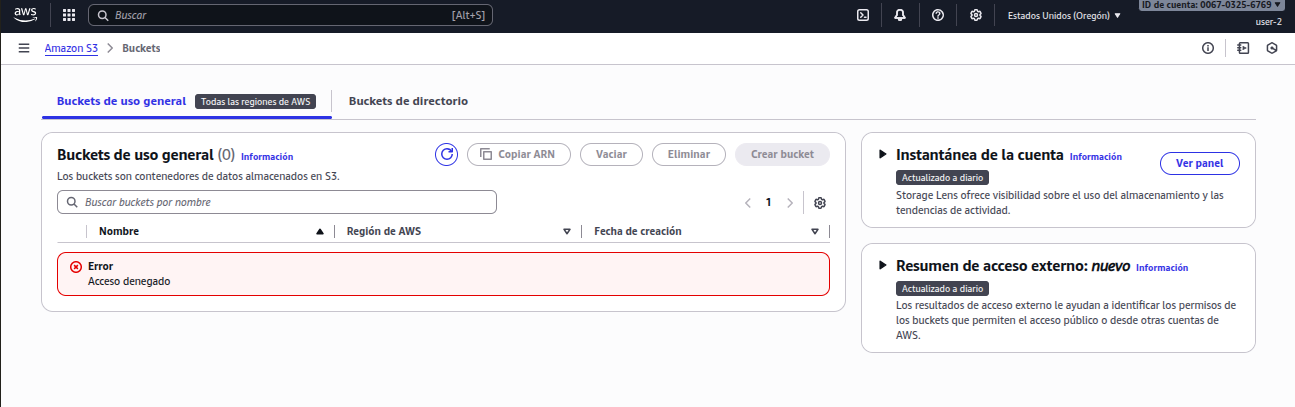 aws
Buscar
[Alt+S]
Estados Unidos (Oregón)
ID de cuenta: 0067-0325-6769
user-2
Amazon S3 > Buckets
Buckets de uso general
Todas las regiones de AWS
Buckets de directorio
Buckets de uso general (0) Información
Copiar ARN
Vaciar
Eliminar
Crear bucket
Los buckets son contenedores de datos almacenados en S3.
Buscar buckets por nombre
1
Nombre
Región de AWS
Fecha de creación
Error
Acceso denegado
Instantánea de la cuenta Información
Ver panel
Actualizado a diario
Storage Lens ofrece visibilidad sobre el uso del almacenamiento y las
tendencias de actividad.
Resumen de acceso externo: nuevo Información
Actualizado a diario
Los resultados de acceso externo le ayudan a identificar los permisos de
los buckets que permiten el acceso público o desde otras cuentas de
AWS.